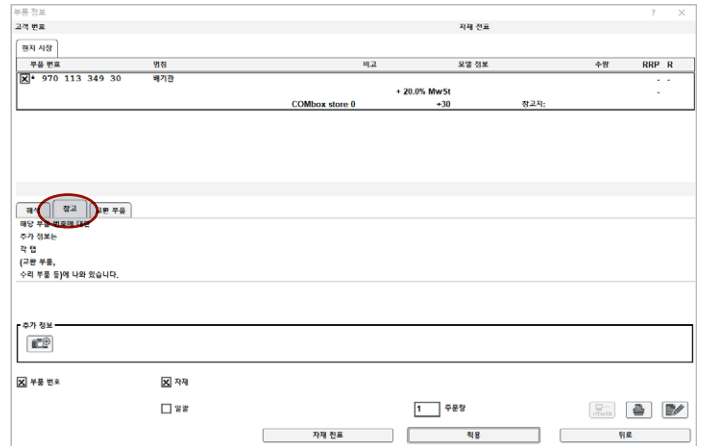 부품 정보 ? ×
고객 번호 자재 전표
현지 시장
부품 번호 명칭 비고 모델 정보 수량 RRP R
* 970 113 349 30 배기관 - -
+ 20.0% MwSt -
COMbox store 0 +30 창고지:
해석 참고 교환 부품
해당 부품 번호에 대한
추가 정보는
각 탭
(교환 부품,
수리 부품 등)에 나와 있습니다.
추가 정보
부품 번호 자재
일괄 1 주문량
자재 전표 적용 뒤로